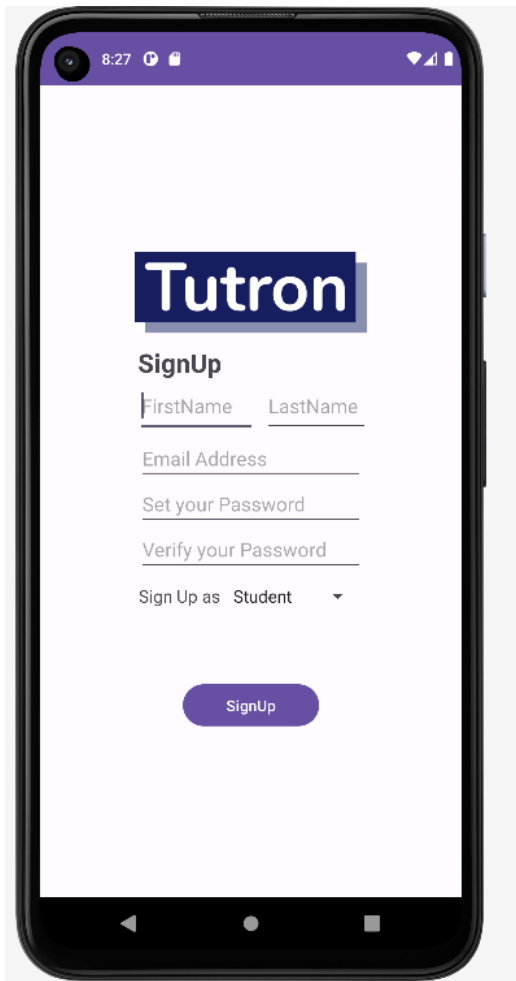 8:27
Tutron
SignUp
FirstName LastName
Email Address
Set your Password
Verify your Password
Sign Up as Student
SignUp